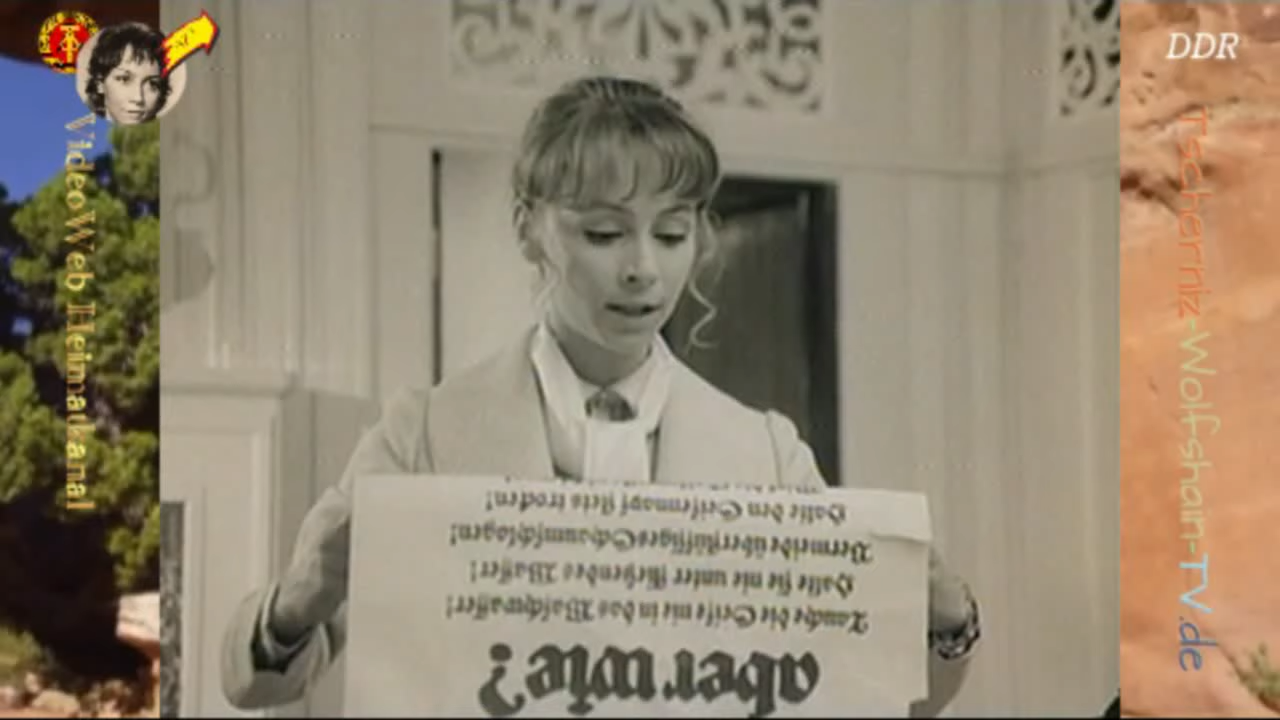 DDR
VideoWeb Heimatkanal
Tschernitz-Wolfshain-TV.de
aber wie?
Tauche die Seife nie in das Waschwasser!
Halte sie nie unter fließendes Wasser!
Vermeide überflüssiges Schaumschlagen!
Halte den Seifennapf stets trocken!